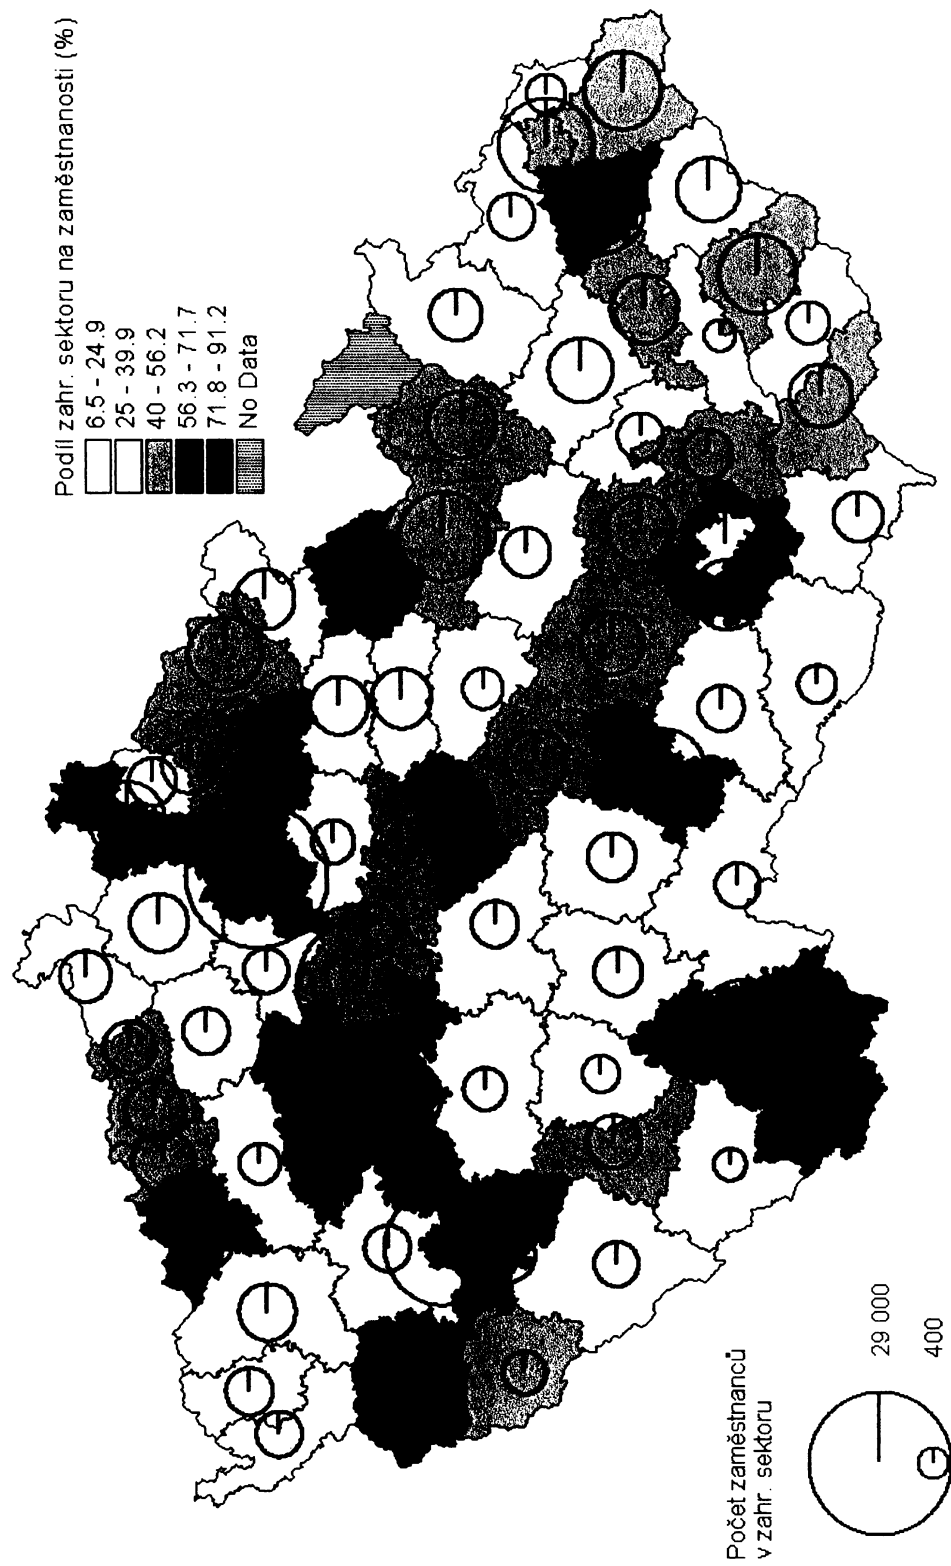 Podíl zahr. sektoru na zaměstnanosti (%)
6.5 - 24.9
25 - 39.9
40 - 56.2
56.3 - 71.7
71.8 - 91.2
No Data
Počet zaměstnanců
v zahr. sektoru
29 000
400